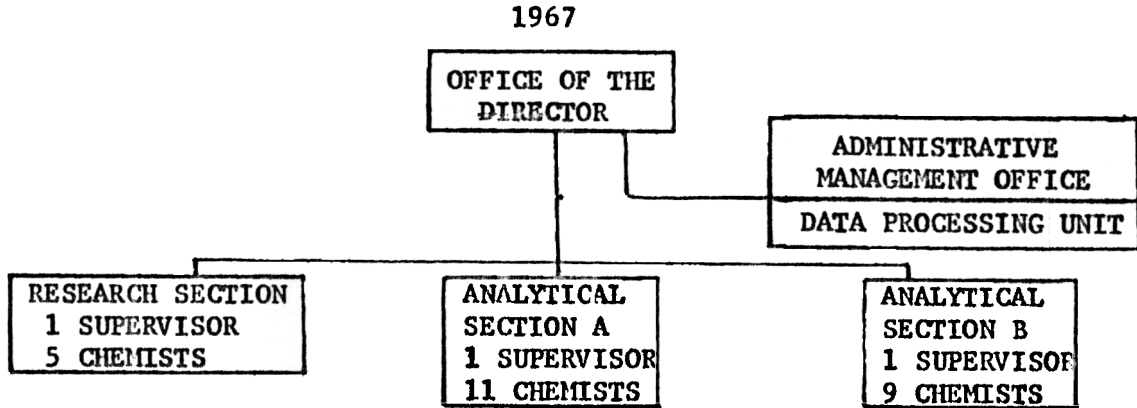 1967
OFFICE OF THE
DIRECTOR
ADMINISTRATIVE
MANAGEMENT OFFICE
DATA PROCESSING UNIT
RESEARCH SECTION
1 SUPERVISOR
5 CHEMISTS
ANALYTICAL
SECTION A
1 SUPERVISOR
11 CHEMISTS
ANALYTICAL
SECTION B
1 SUPERVISOR
9 CHEMISTS